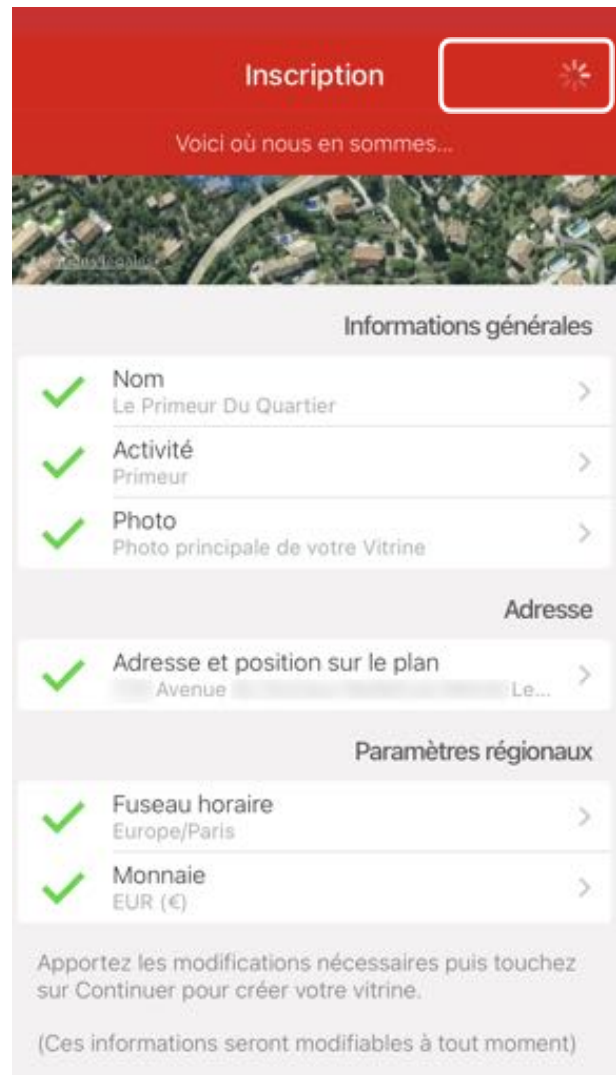 Inscription
Voici où nous en sommes...
Informations générales
Nom
Le Primeur Du Quartier
Activité
Primeur
Photo
Photo principale de votre Vitrine
Adresse
Adresse et position sur le plan
Avenue Le...
Paramètres régionaux
Fuseau horaire
Europe/Paris
Monnaie
EUR (€)
Apportez les modifications nécessaires puis touchez
sur Continuer pour créer votre vitrine.
(Ces informations seront modifiables à tout moment)